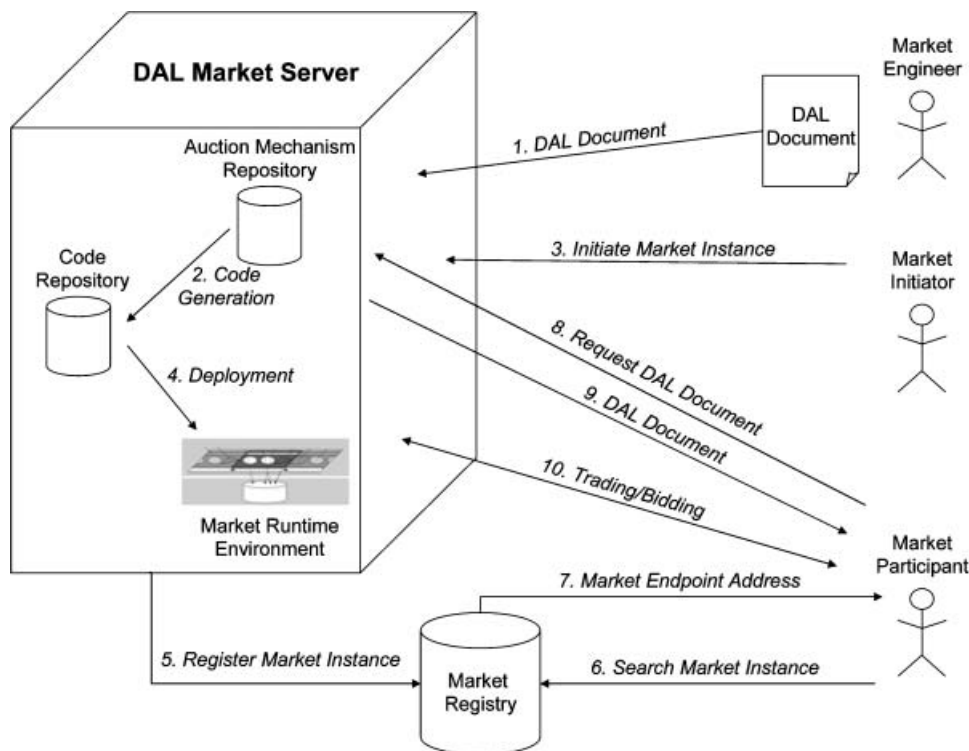 DAL Market Server
Auction Mechanism
Repository
Code
Repository
2. Code
Generation
4. Deployment
Market Runtime
Environment
Market
Engineer
DAL
Document
1. DAL Document
3. Initiate Market Instance
Market
Initiator
8. Request DAL Document
9. DAL Document
10. Trading/Bidding
Market
Participant
7. Market Endpoint Address
5. Register Market Instance
6. Search Market Instance
Market
Registry